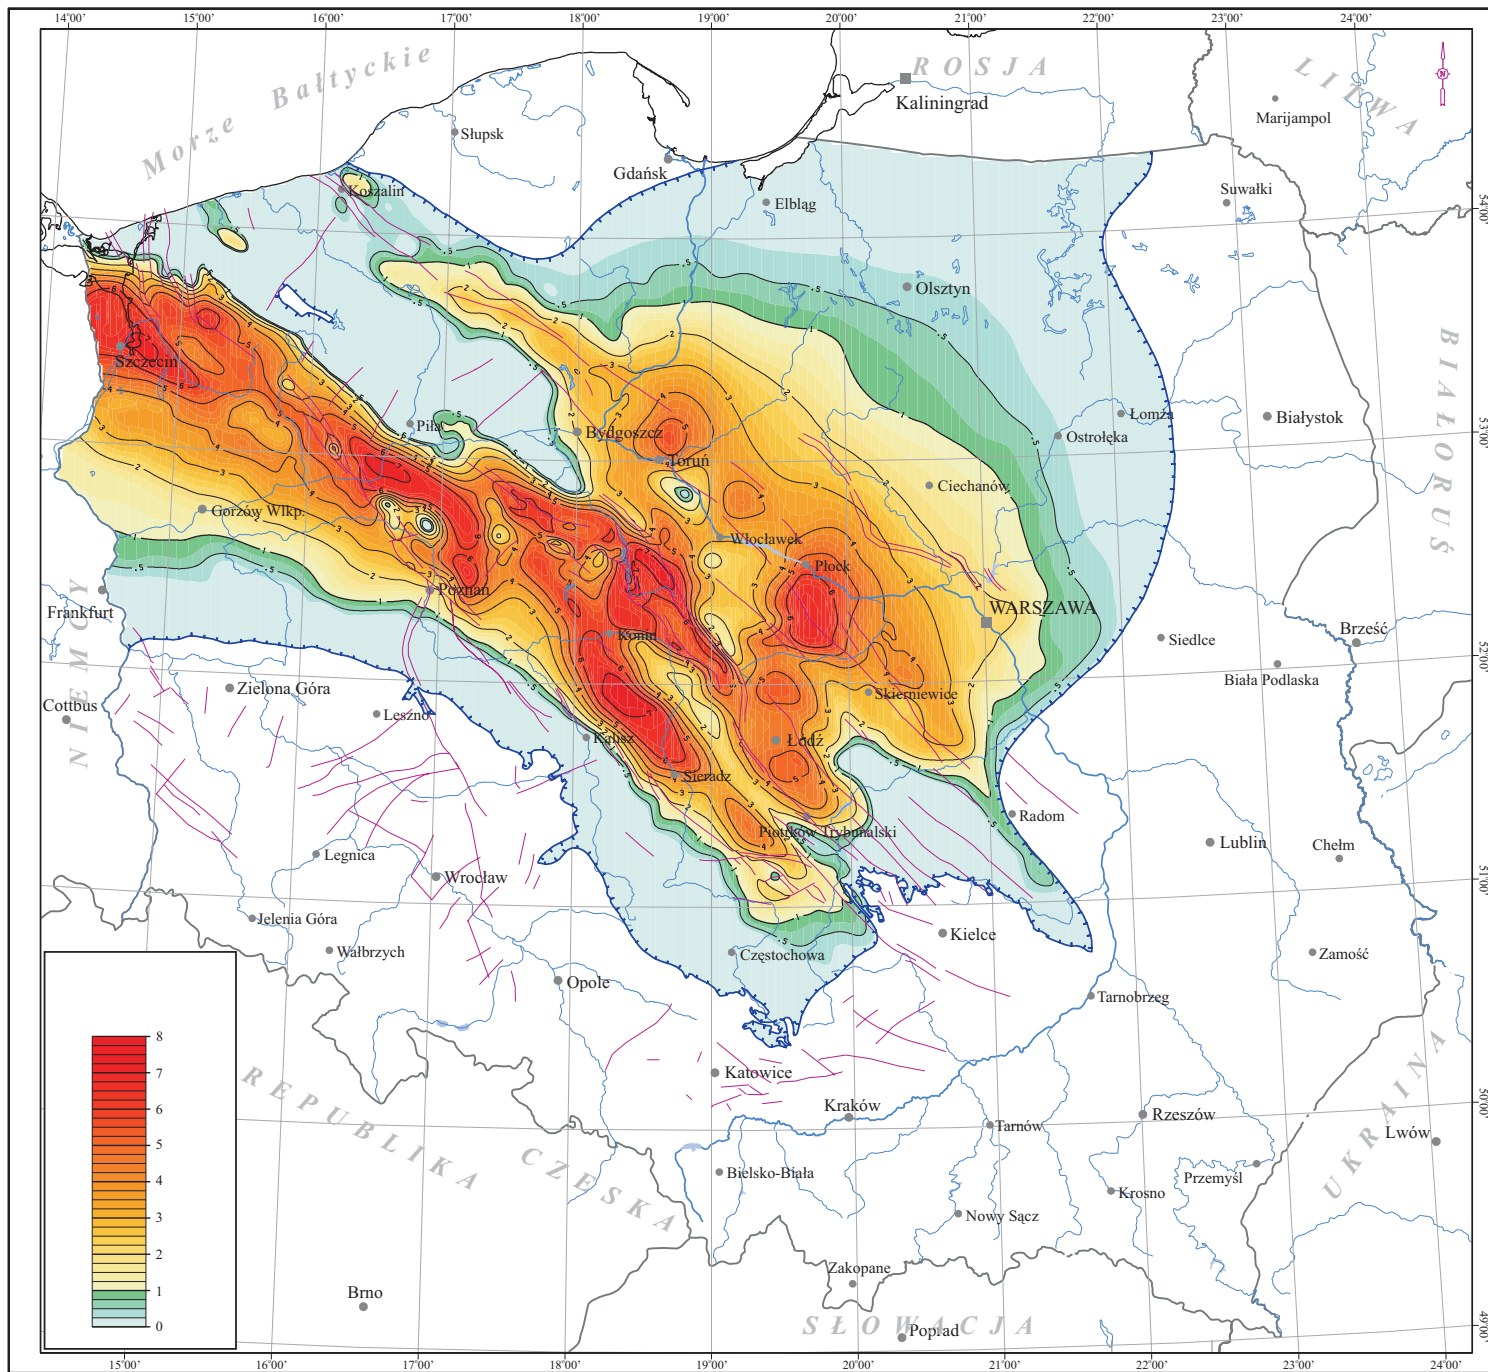 14°00' 15°00' 16°00' 17°00' 18°00' 19°00' 20°00' 21°00' 22°00' 23°00' 24°00'
Morze Bałtyckie
ROSJA
LITWA
Kaliningrad
Marijampol
Słupsk
Gdańsk
Koszalin
Elbląg
Suwałki
54°00'
Olsztyn
BIAŁORUŚ
Szczecin
Piła
Bydgoszcz
Łomża
Białystok
Ostrołęka
53°00'
Toruń
Ciechanów
Gorzów Wlkp.
Włocławek
Płock
NIEMCY
Frankfurt
Poznań
WARSZAWA
Konin
Siedlce
Brześć
52°00'
Zielona Góra
Biała Podlaska
Cottbus
Leszno
Skierniewice
Kalisz
Łódź
Sieradz
Piotrków Trybunalski
Radom
Lublin
Chełm
Legnica
Wrocław
51°00'
Jelenia Góra
Kielce
Wałbrzych
Częstochowa
Zamość
Opole
Tarnobrzeg
8
7
6
5
4
3
2
1
0
REPUBLIKA CZESKA
Katowice
Kraków
Tarnów
Rzeszów
50°00'
UKRAINA
Lwów
Bielsko-Biała
Przemyśl
Krosno
Nowy Sącz
Zakopane
Brno
SŁOWACJA
Poprad
49°00'
15°00' 16°00' 17°00' 18°00' 19°00' 20°00' 21°00' 22°00' 23°00' 24°00'